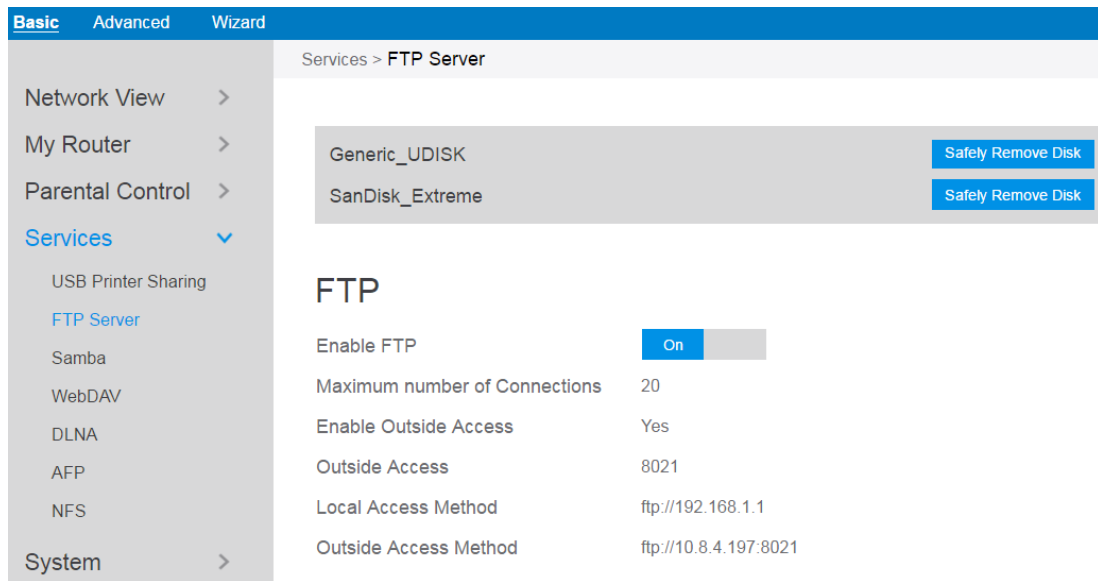 Basic Advanced Wizard
Services > FTP Server
Network View >
My Router >
Parental Control >
Services
USB Printer Sharing
FTP Server
Samba
WebDAV
DLNA
AFP
NFS
System >
Generic_UDISK Safely Remove Disk
SanDisk_Extreme Safely Remove Disk
FTP
Enable FTP On
Maximum number of Connections 20
Enable Outside Access Yes
Outside Access 8021
Local Access Method ftp://192.168.1.1
Outside Access Method ftp://10.8.4.197:8021